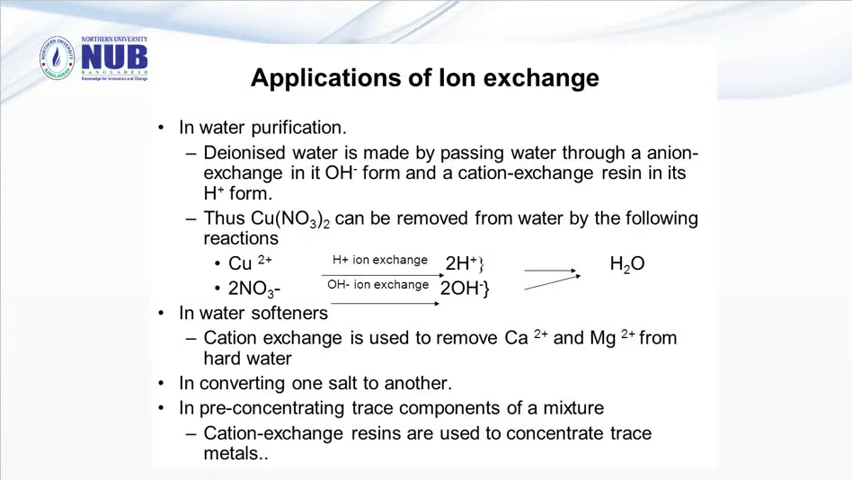 NORTHERN UNIVERSITY
NUB
BANGLADESH
Knowledge for Innovation and Change
Applications of Ion exchange
• In water purification.
– Deionised water is made by passing water through a anion-
exchange in it OH⁻ form and a cation-exchange resin in its
H⁺ form.
– Thus Cu(NO₃)₂ can be removed from water by the following
reactions
• Cu ²⁺ H+ ion exchange 2H⁺} H₂O
• 2NO₃- OH- ion exchange 2OH⁻}
• In water softeners
– Cation exchange is used to remove Ca ²⁺ and Mg ²⁺ from
hard water
• In converting one salt to another.
• In pre-concentrating trace components of a mixture
– Cation-exchange resins are used to concentrate trace
metals..